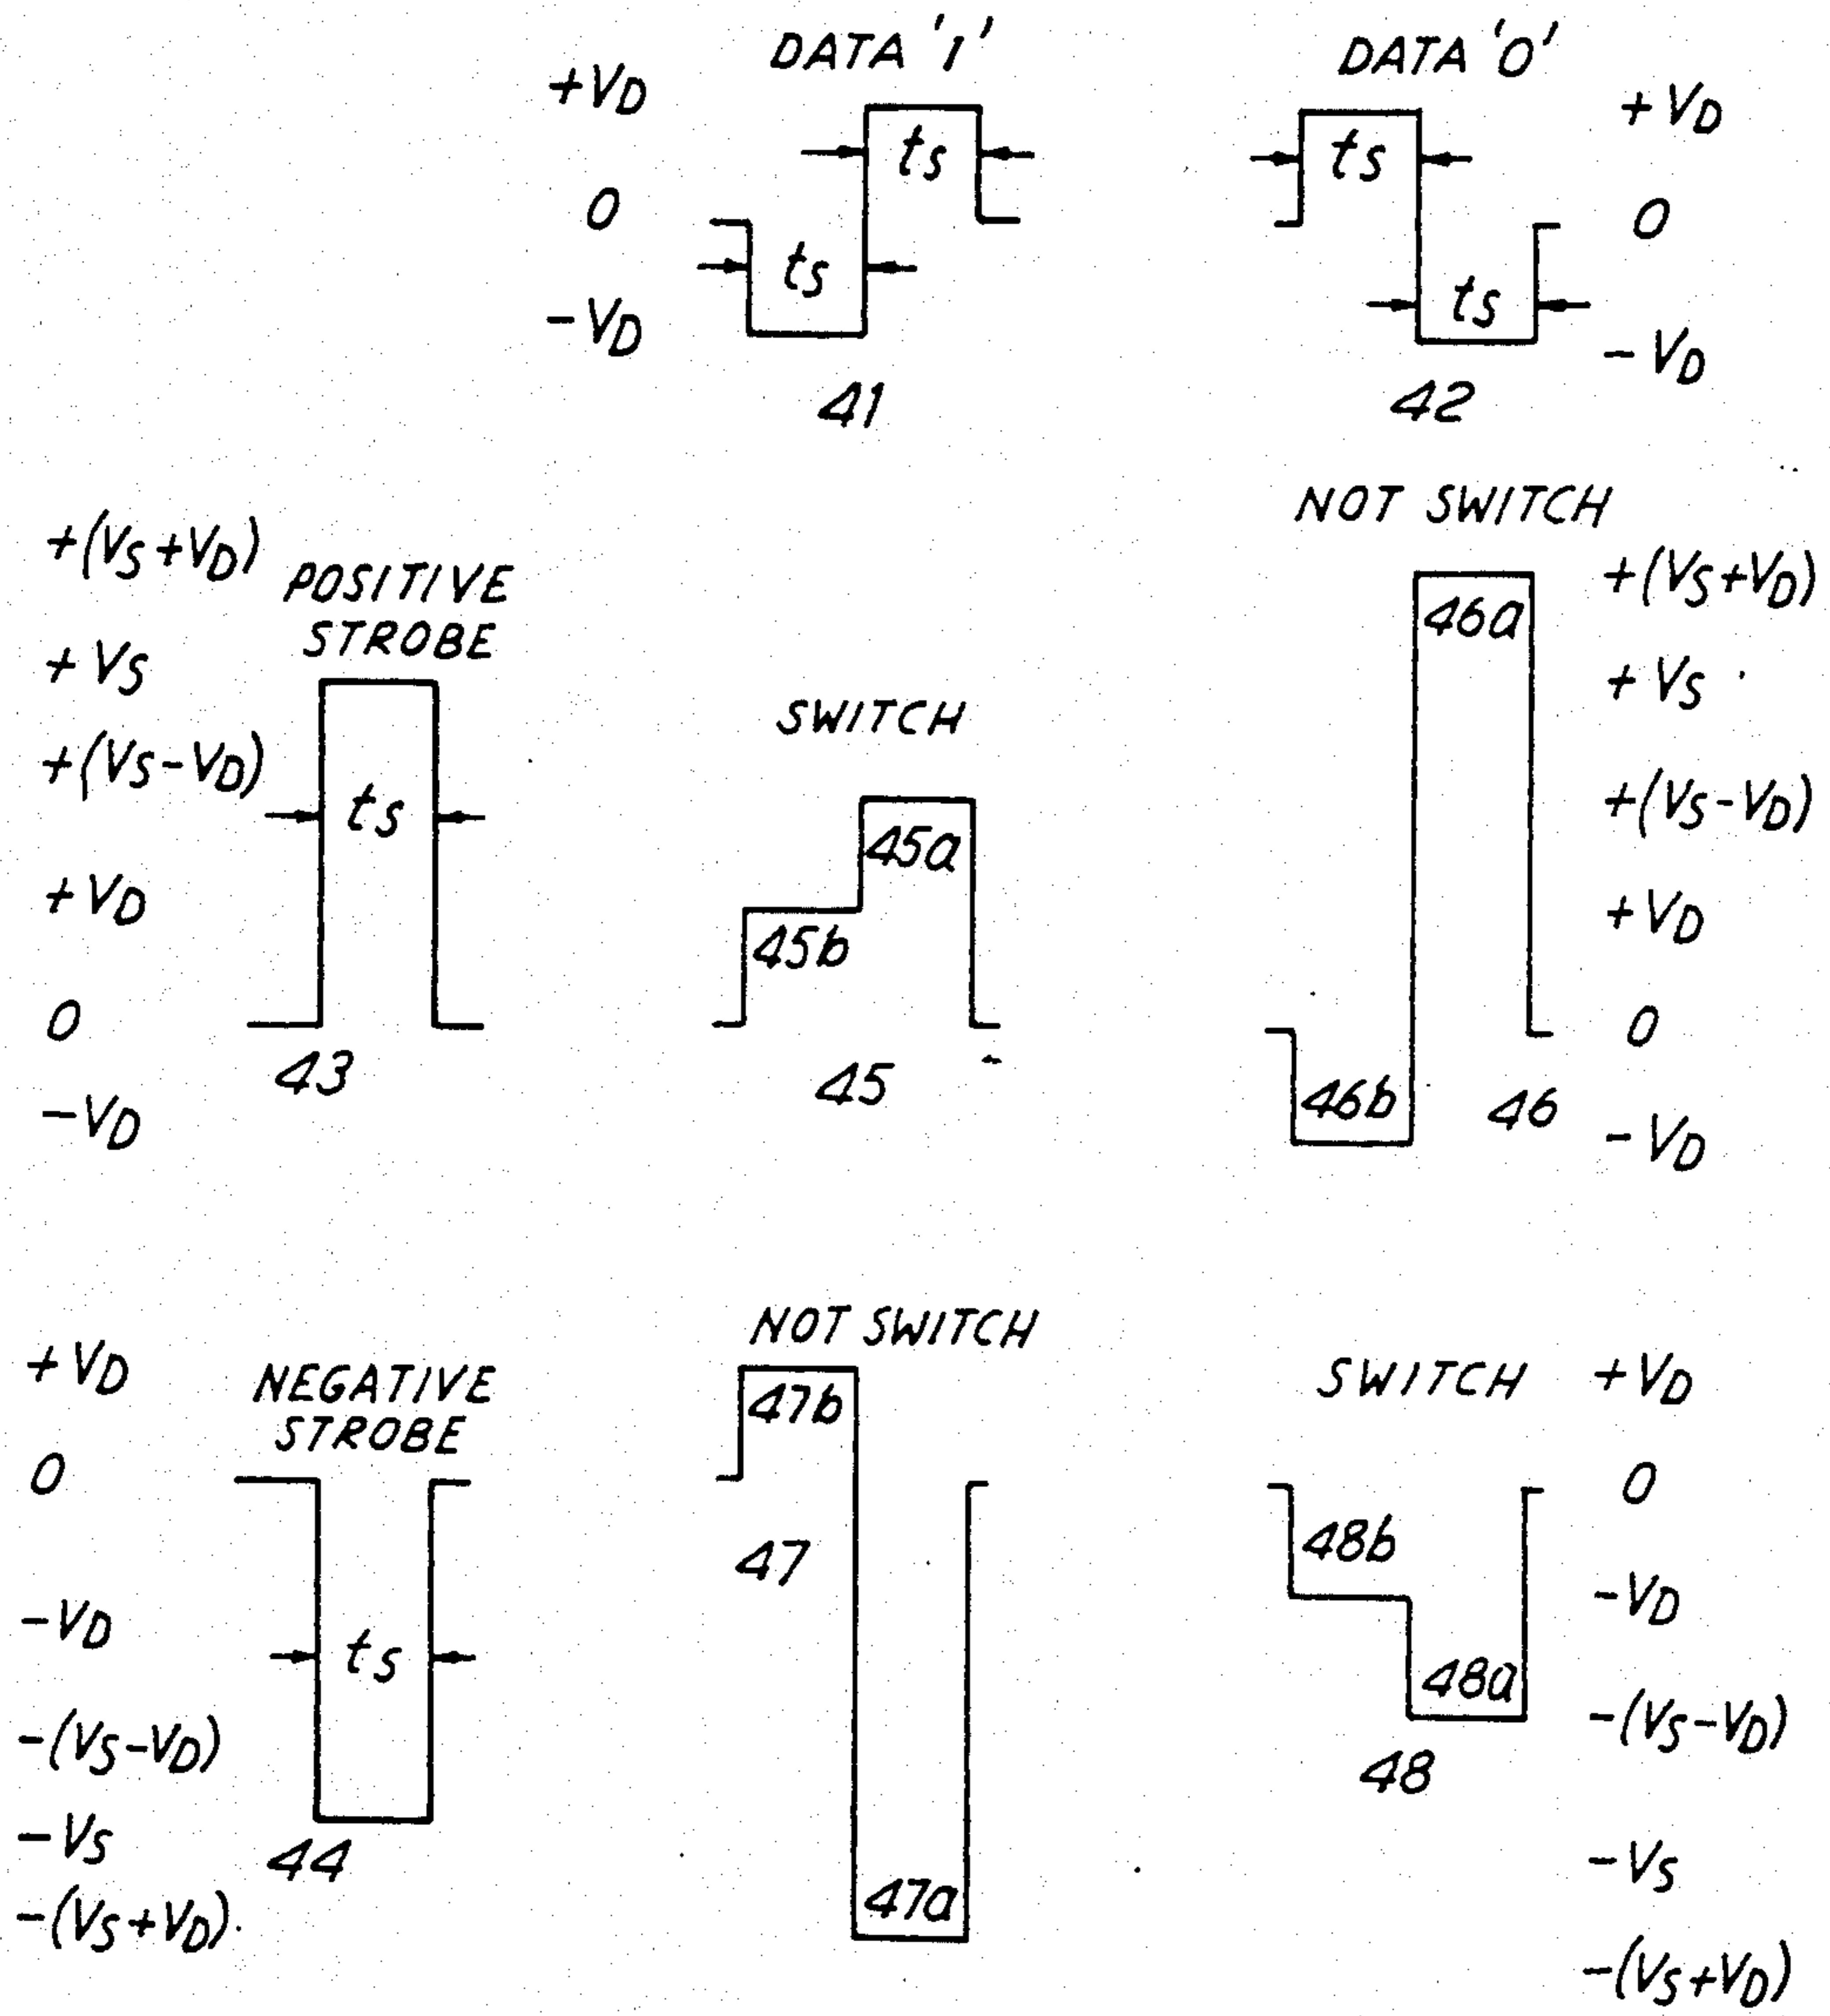 DATA '1'
DATA '0'
+VD
+VD
ts
ts
0
0
ts
ts
-VD
-VD
41
42
NOT SWITCH
+(VS+VD)
POSITIVE
STROBE
+(VS+VD)
46a
+VS
+VS
SWITCH
+(VS-VD)
ts
+(VS-VD)
45a
+VD
+VD
45b
0
0
43
45
46b
46
-VD
-VD
NOT SWITCH
+VD
NEGATIVE
STROBE
SWITCH
+VD
47b
0
0
47
48b
-VD
-VD
ts
48a
-(VS-VD)
-(VS-VD)
48
-VS
44
-VS
47a
-(VS+VD)
-(VS+VD)